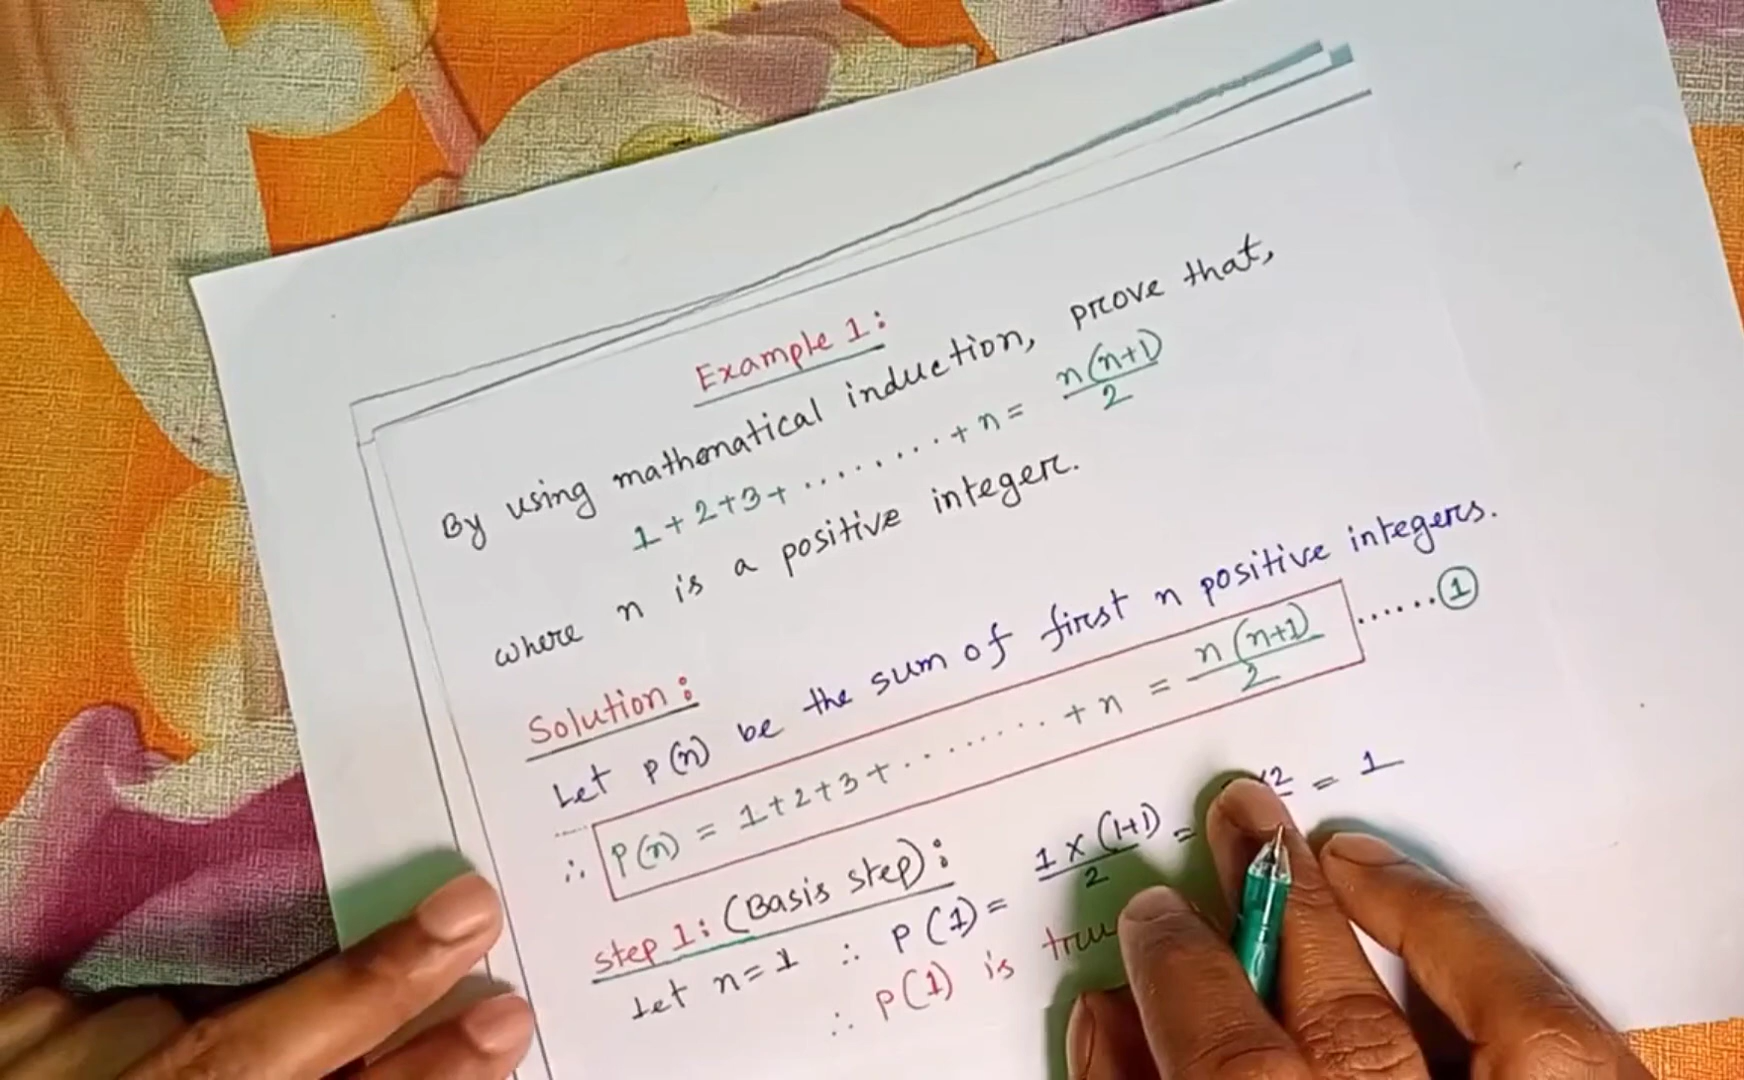 Example 1:
By using mathematical induction, prove that,
1 + 2 + 3 + ......... + n = n(n+1)/2
where n is a positive integer.
Solution:
Let P(n) be the sum of first n positive integers.
∴ P(n) = 1 + 2 + 3 + ......... + n = n(n+1)/2 ......①
Step 1: (Basis step):
Let n = 1 ∴ P(1) = 1 × (1+1)/2 = ×2 = 1
∴ P(1) is